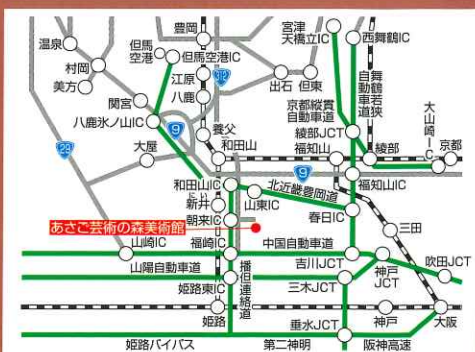 豊岡
宮津
天橋立IC
西舞鶴IC
温泉
但馬
空港
但馬空港IC
村岡
江原
312
美方
八鹿
出石
但東
関宮
京都縦貫
自動車道
舞鶴若狭
自動車道
大山崎IC
八鹿氷ノ山IC
9
養父
綾部JCT
29
大屋
和田山
福知山
綾部
京都
9
和田山IC
北近畿豊岡道
福知山IC
新井
山東IC
朝来IC
春日IC
あさご芸術の森美術館
三田
山崎IC
福崎IC
中国自動車道
山陽自動車道
播但連絡道
吉川JCT
神戸
JCT
吹田JCT
姫路東IC
三木JCT
姫路
神戸
大阪
垂水JCT
姫路バイパス
第二神明
阪神高速